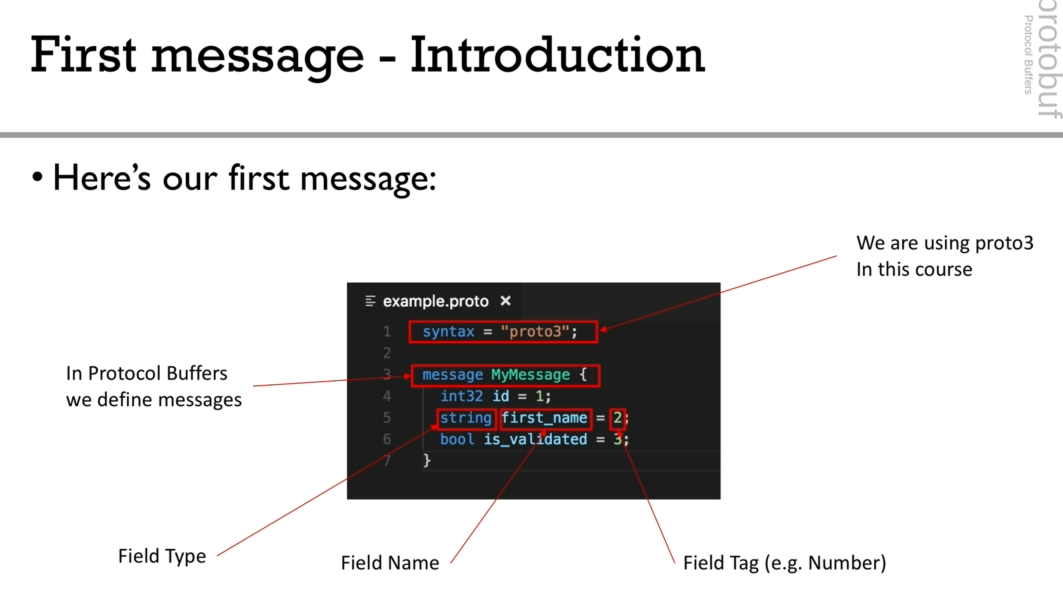 First message - Introduction
protobuf
Protocol Buffers
• Here's our first message:
We are using proto3
In this course
example.proto ×
1 syntax = "proto3";
2
3 message MyMessage {
4 int32 id = 1;
5 string first_name = 2;
6 bool is_validated = 3;
7 }
In Protocol Buffers
we define messages
Field Type
Field Name
Field Tag (e.g. Number)